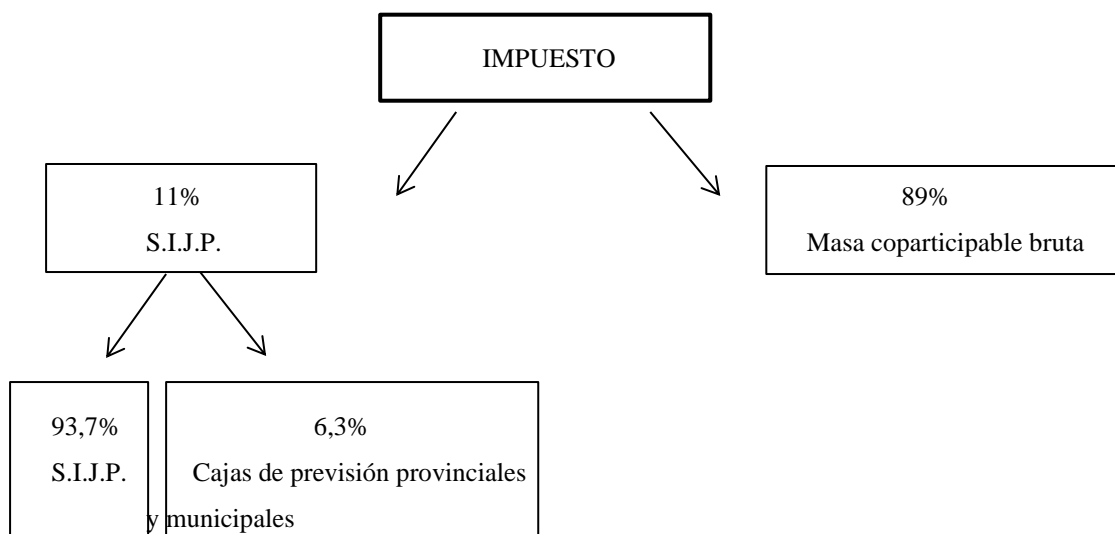 IMPUESTO
11%
S.I.J.P.
89%
Masa coparticipable bruta
93,7%
S.I.J.P.
6,3%
Cajas de previsión provinciales
y municipales